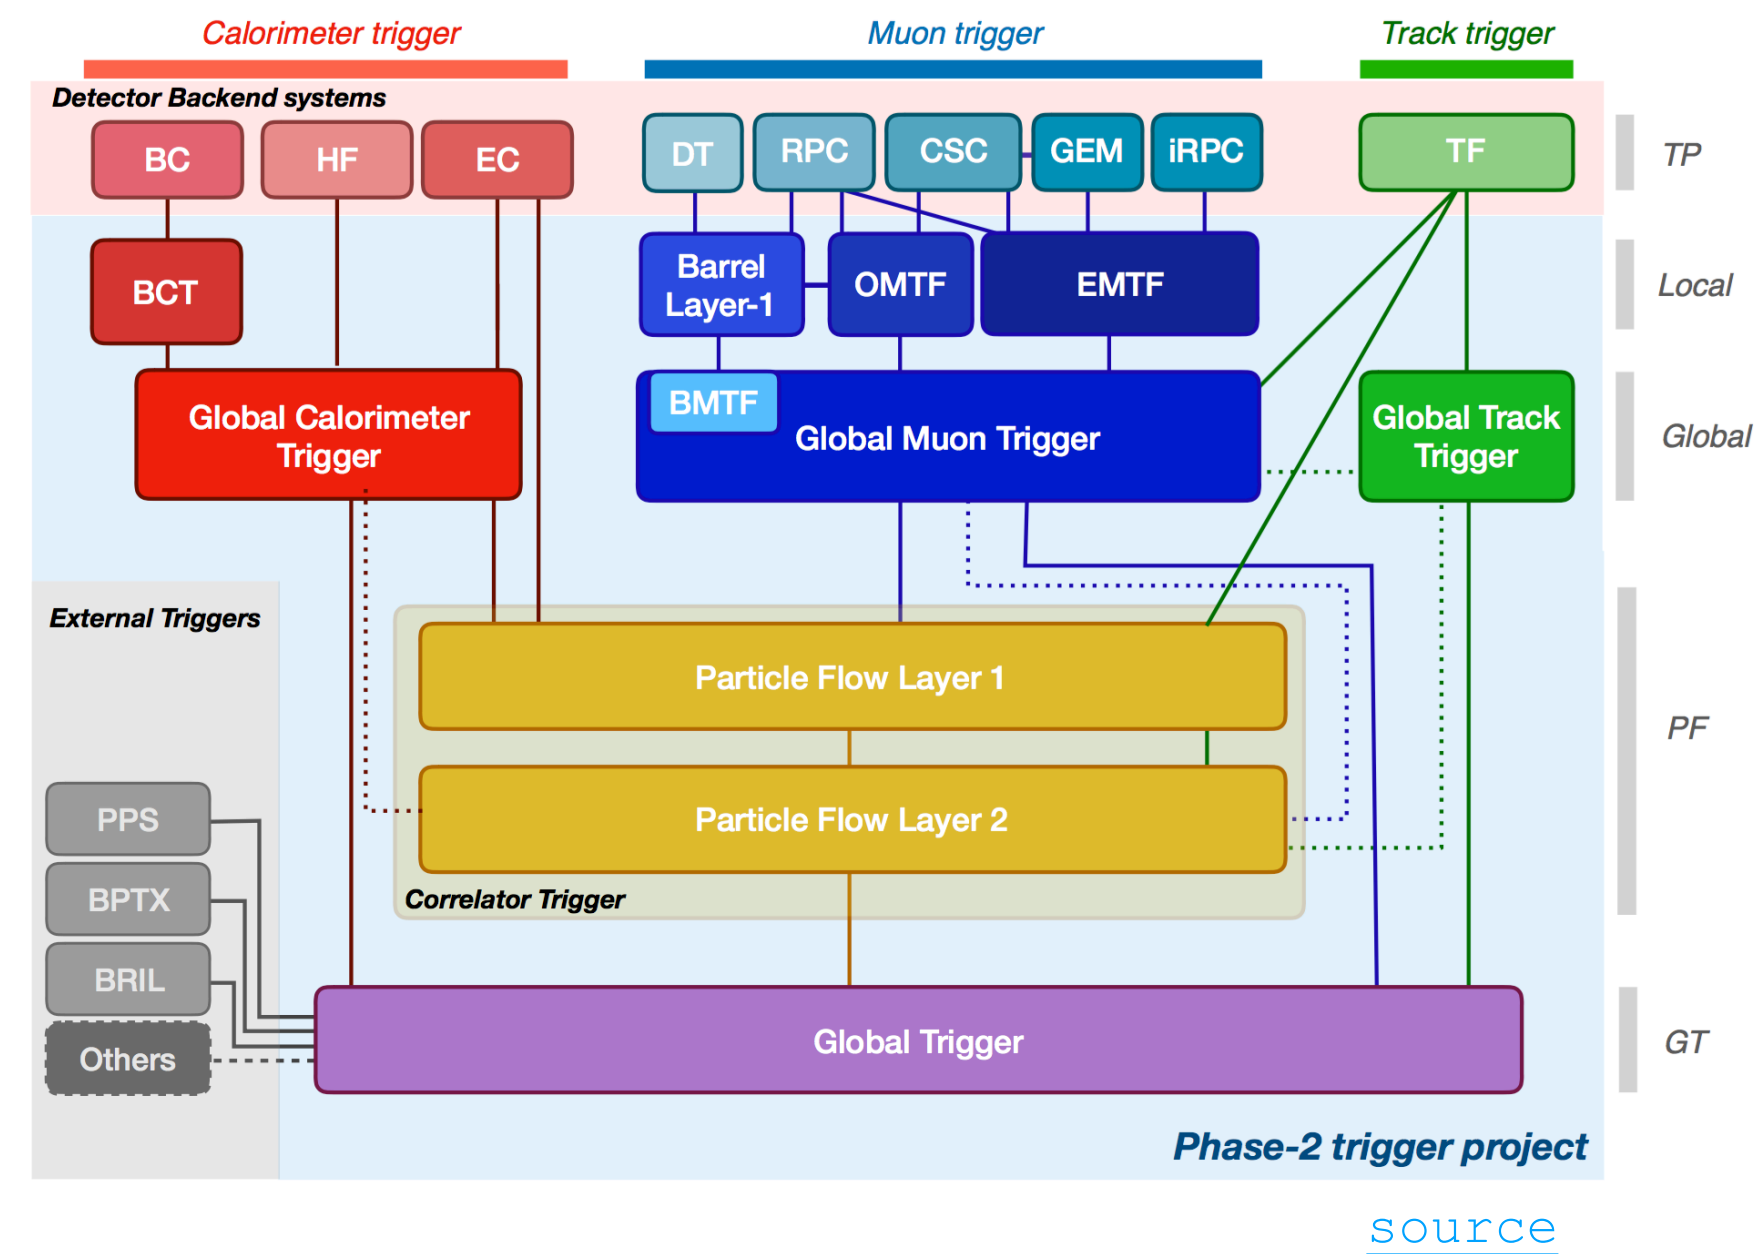 Calorimeter trigger
Muon trigger
Track trigger
Detector Backend systems
BC
HF
EC
DT
RPC
CSC
GEM
iRPC
TF
TP
BCT
Barrel
Layer-1
OMTF
EMTF
Local
Global Calorimeter
Trigger
BMTF
Global Muon Trigger
Global Track
Trigger
Global
External Triggers
Particle Flow Layer 1
PF
Particle Flow Layer 2
Correlator Trigger
PPS
BPTX
BRIL
Others
Global Trigger
GT
Phase-2 trigger project
source